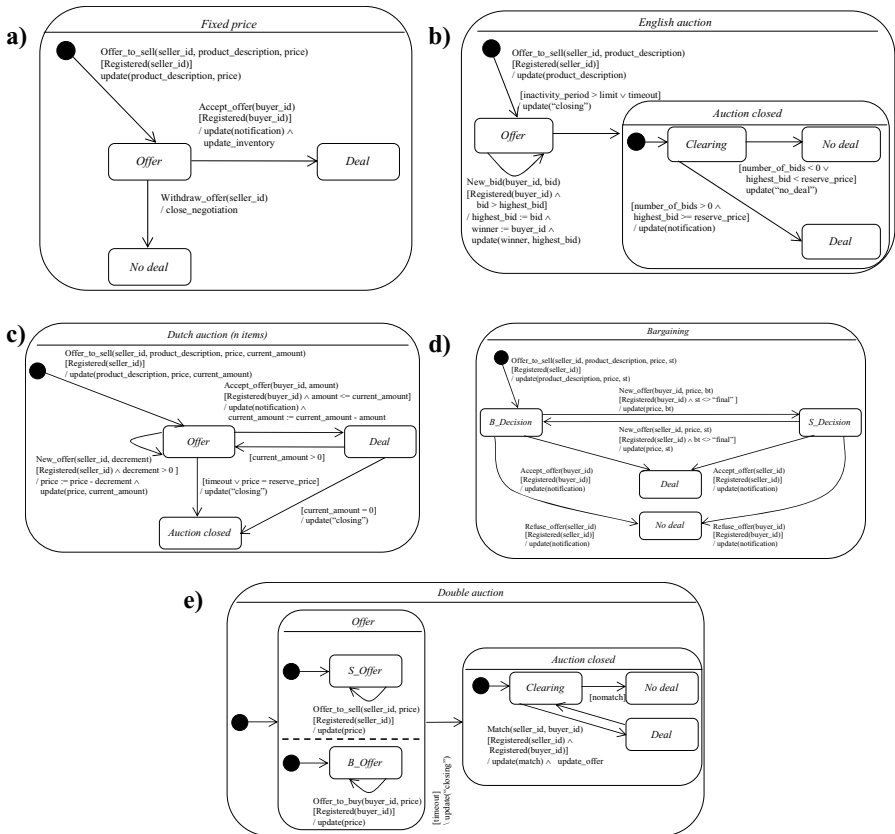 a)
Fixed price
Offer_to_sell(seller_id, product_description, price)
[Registered(seller_id)]
update(product_description, price)
Accept_offer(buyer_id)
[Registered(buyer_id)]
/ update(notification) ∧
update_inventory
Offer
Deal
Withdraw_offer(seller_id)
/ close_negotiation
No deal
b)
English auction
Offer_to_sell(seller_id, product_description)
[Registered(seller_id)]
/ update(product_description)
[inactivity_period > limit ∨ timeout]
/ update(“closing”)
Offer
New_bid(buyer_id, bid)
[Registered(buyer_id) ∧
bid > highest_bid]
/ highest_bid := bid ∧
winner := buyer_id ∧
update(winner, highest_bid)
Auction closed
Clearing
No deal
[number_of_bids < 0 ∨
highest_bid < reserve_price]
update(“no_deal”)
[number_of_bids > 0 ∧
highest_bid >= reserve_price]
/ update(notification)
Deal
c)
Dutch auction (n items)
Offer_to_sell(seller_id, product_description, price, current_amount)
[Registered(seller_id)]
/ update(product_description, price, current_amount)
Accept_offer(buyer_id, amount)
[Registered(buyer_id) ∧ amount <= current_amount]
/ update(notification) ∧
current_amount := current_amount - amount
Offer
Deal
[current_amount > 0]
New_offer(seller_id, decrement)
[Registered(seller_id) ∧ decrement > 0 ]
/ price := price - decrement ∧
update(price, current_amount)
[timeout ∨ price = reserve_price]
/ update(“closing”)
[current_amount = 0]
/ update(“closing”)
Auction closed
d)
Bargaining
Offer_to_sell(seller_id, product_description, price, st)
[Registered(seller_id)]
/ update(product_description, price, st)
New_offer(buyer_id, price, bt)
[Registered(buyer_id) ∧ st <> “final” ]
/ update(price, bt)
B_Decision
S_Decision
New_offer(seller_id, price, st)
[Registered(seller_id) ∧ bt <> “final”]
/ update(price, st)
Accept_offer(buyer_id)
[Registered(buyer_id)]
/ update(notification)
Accept_offer(seller_id)
[Registered(seller_id)]
/ update(notification)
Deal
No deal
Refuse_offer(seller_id)
[Registered(seller_id)]
/ update(notification)
Refuse_offer(buyer_id)
[Registered(buyer_id)]
/ update(notification)
e)
Double auction
Offer
S_Offer
Offer_to_sell(seller_id, price)
[Registered(seller_id)]
/ update(price)
B_Offer
Offer_to_buy(buyer_id, price)
[Registered(buyer_id)]
/ update(price)
[timeout]
\ update(“closing”)
Auction closed
Clearing
[nomatch]
No deal
Match(seller_id, buyer_id)
[Registered(seller_id) ∧
Registered(buyer_id)]
/ update(match) ∧ update_offer
Deal